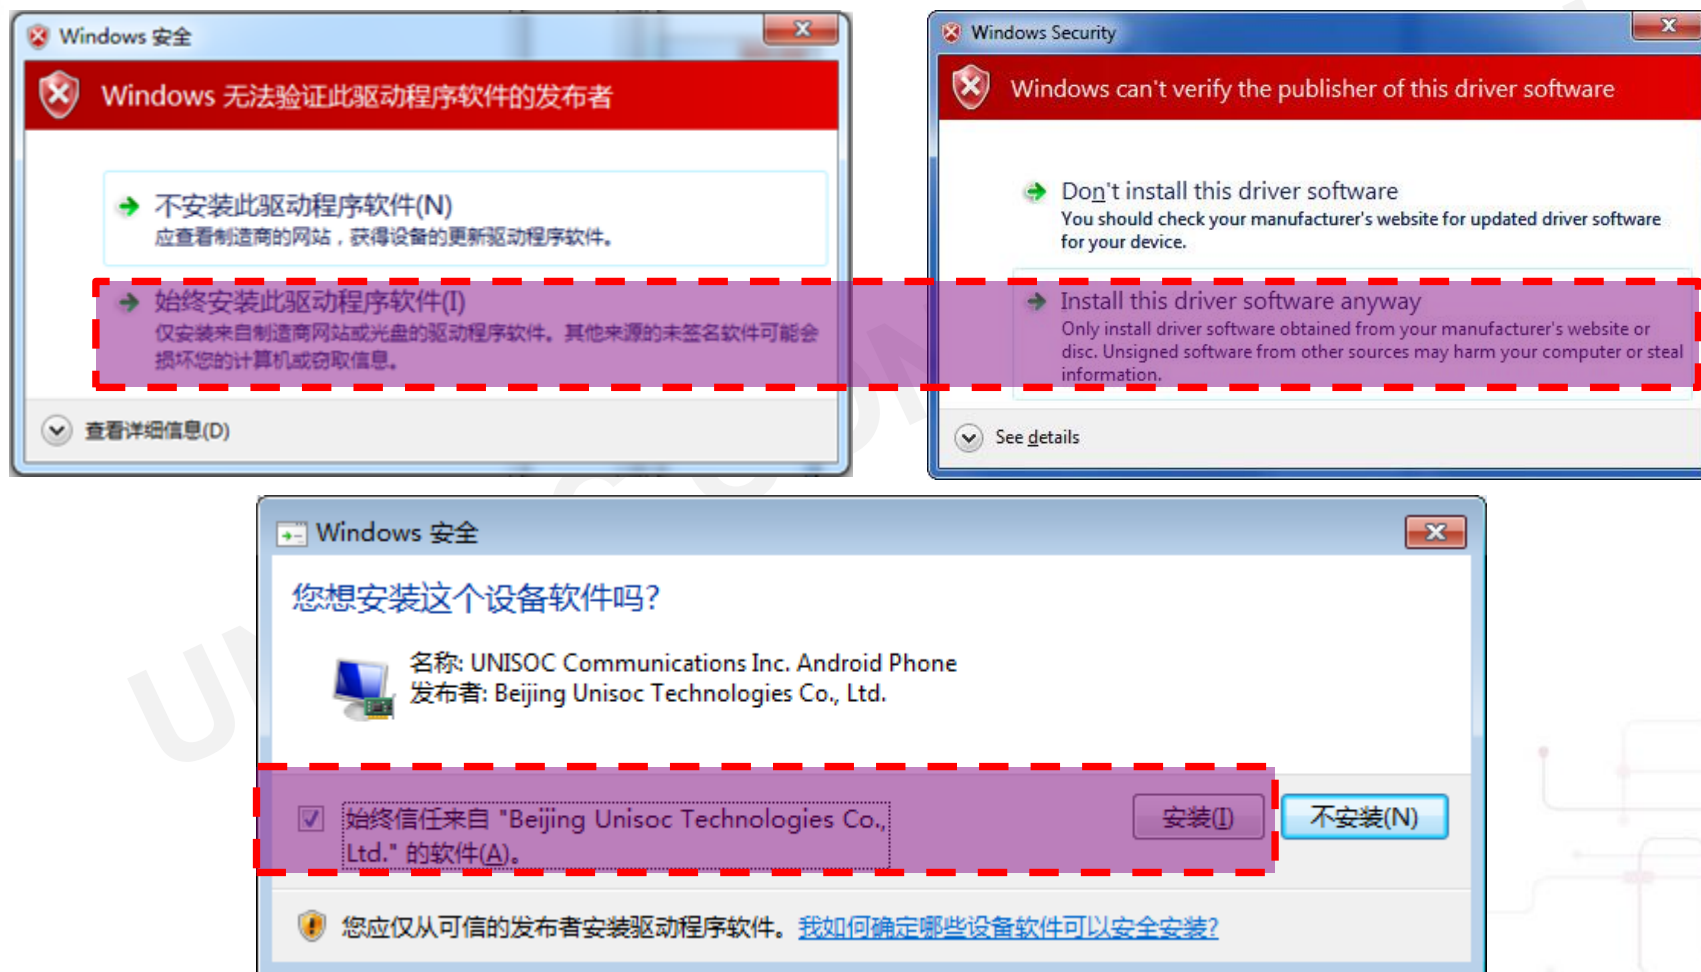 Windows 安全
Windows 无法验证此驱动程序软件的发布者
不安装此驱动程序软件(N)
应查看制造商的网站，获得设备的更新驱动程序软件。
始终安装此驱动程序软件(I)
仅安装来自制造商网站或光盘的驱动程序软件。其他来源的未签名软件可能会
损坏您的计算机或窃取信息。
查看详细信息(D)
Windows Security
Windows can't verify the publisher of this driver software
Don't install this driver software
You should check your manufacturer's website for updated driver software
for your device.
Install this driver software anyway
Only install driver software obtained from your manufacturer's website or
disc. Unsigned software from other sources may harm your computer or steal
information.
See details
Windows 安全
您想安装这个设备软件吗?
名称: UNISOC Communications Inc. Android Phone
发布者: Beijing Unisoc Technologies Co., Ltd.
始终信任来自 "Beijing Unisoc Technologies Co.,
Ltd." 的软件(A)。
安装(I)
不安装(N)
您应仅从可信的发布者安装驱动程序软件。我如何确定哪些设备软件可以安全安装?